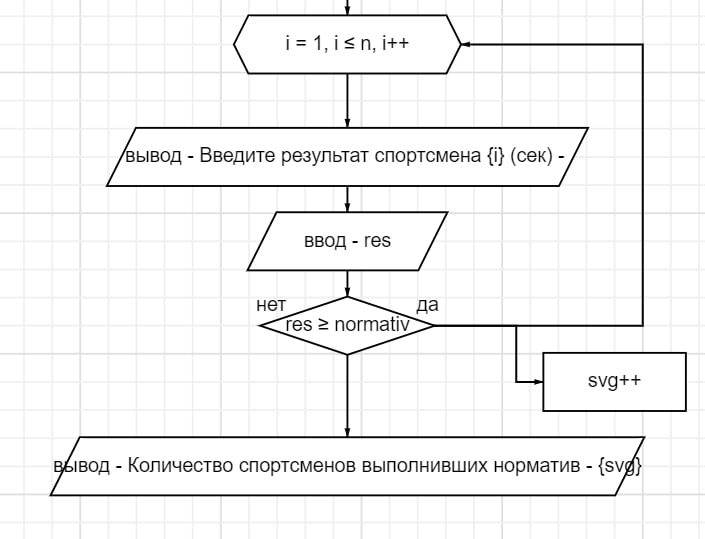 i = 1, i ≤ n, i++
вывод - Введите результат спортсмена {i} (сек) -
ввод - res
нет
да
res ≥ normativ
svg++
вывод - Количество спортсменов выполнивших норматив - {svg}